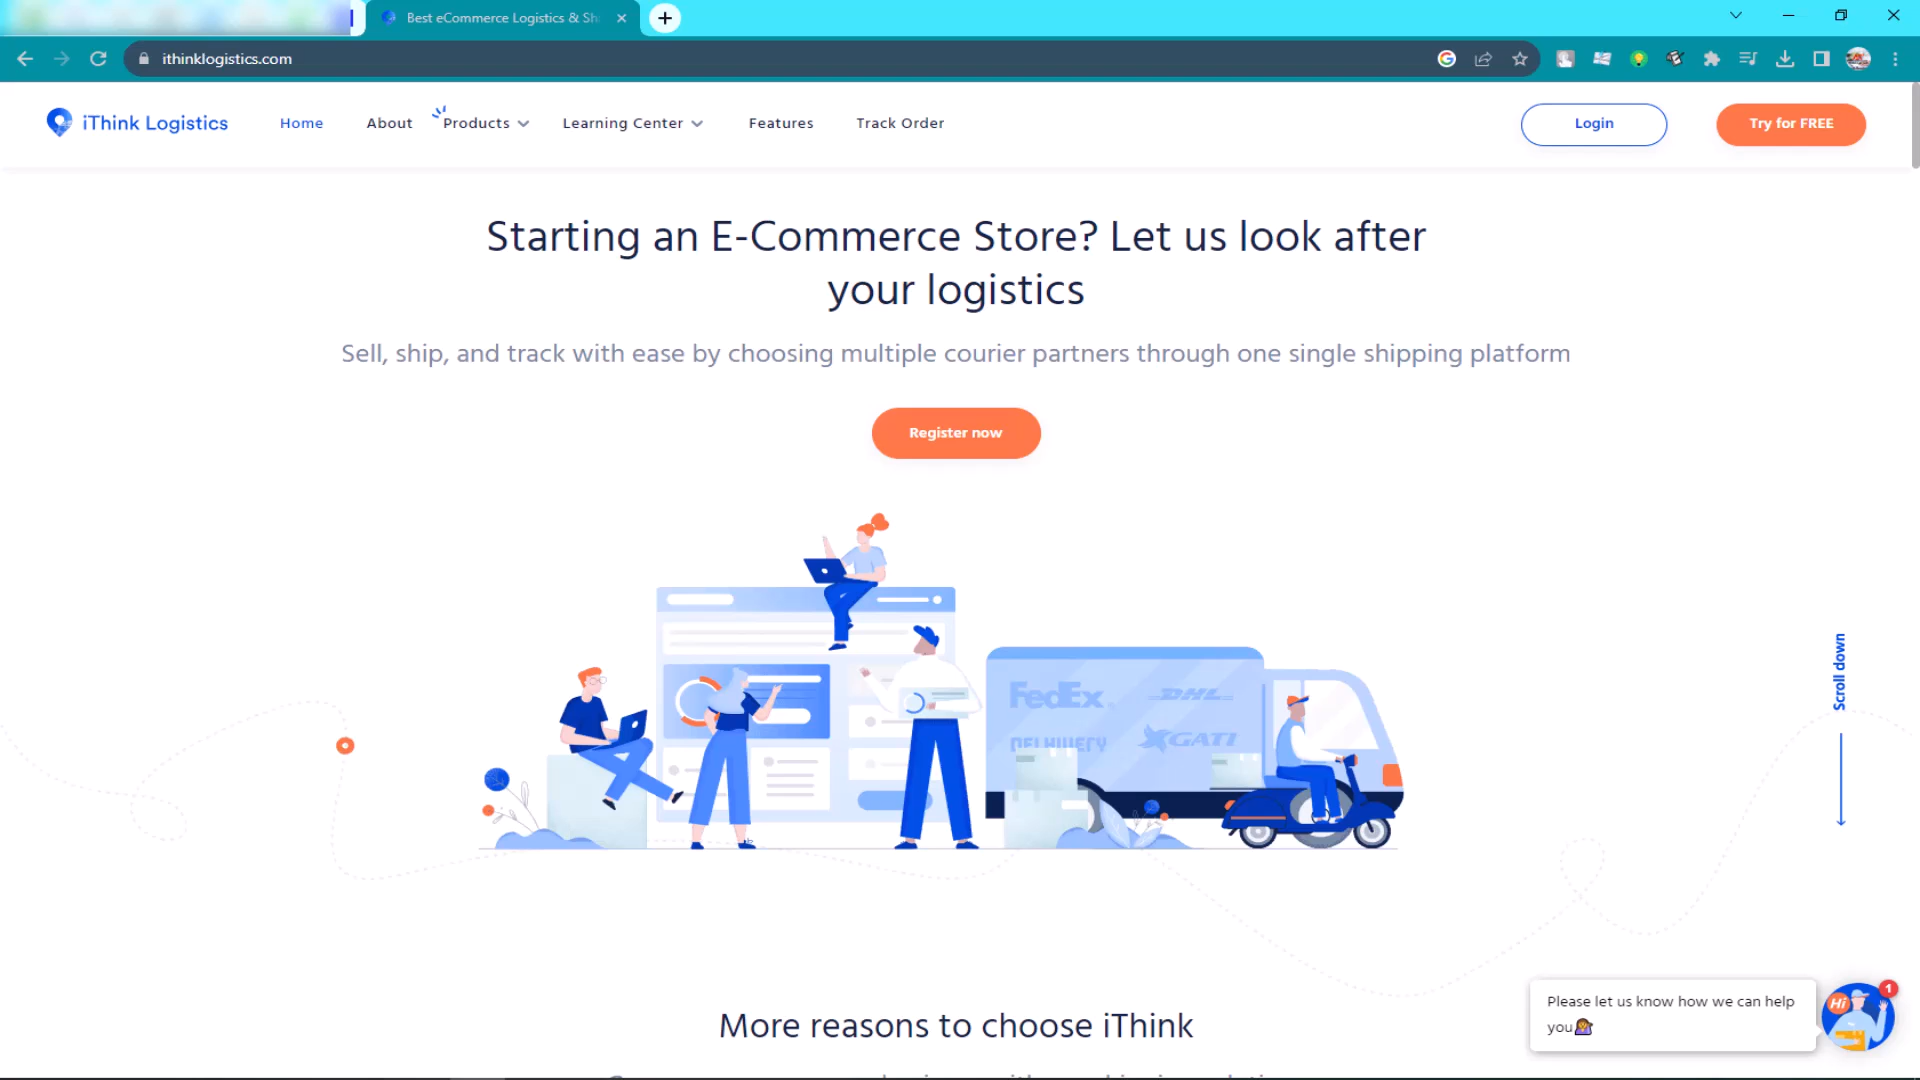 Best eCommerce Logistics & Sh
ithinklogistics.com
iThink Logistics
Home
About
Products
Learning Center
Features
Track Order
Login
Try for FREE
Starting an E-Commerce Store? Let us look after
your logistics
Sell, ship, and track with ease by choosing multiple courier partners through one single shipping platform
Register now
FedEx
DHL
DELHIVERY
GATI
Scroll down
More reasons to choose iThink
Please let us know how we can help
you
Hi
1